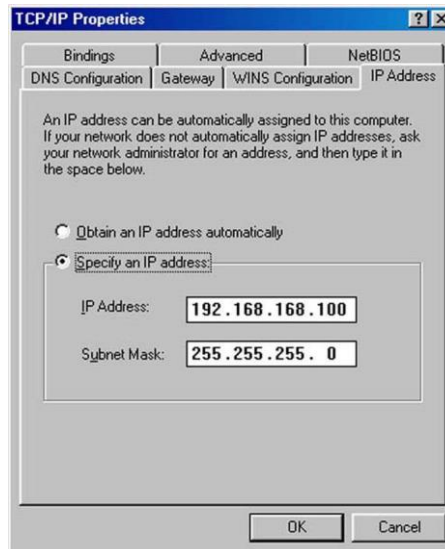 TCP/IP Properties
Bindings Advanced NetBIOS
DNS Configuration Gateway WINS Configuration IP Address
An IP address can be automatically assigned to this computer.
If your network does not automatically assign IP addresses, ask
your network administrator for an address, and then type it in
the space below.
Obtain an IP address automatically
Specify an IP address:
IP Address: 192.168.168.100
Subnet Mask: 255.255.255. 0
OK Cancel